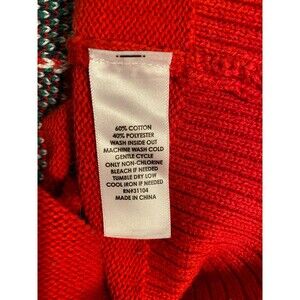 60% COTTON
40% POLYESTER
WASH INSIDE OUT
MACHINE WASH COLD
GENTLE CYCLE
ONLY NON-CHLORINE
BLEACH IF NEEDED
TUMBLE DRY LOW
COOL IRON IF NEEDED
RN#31104
MADE IN CHINA